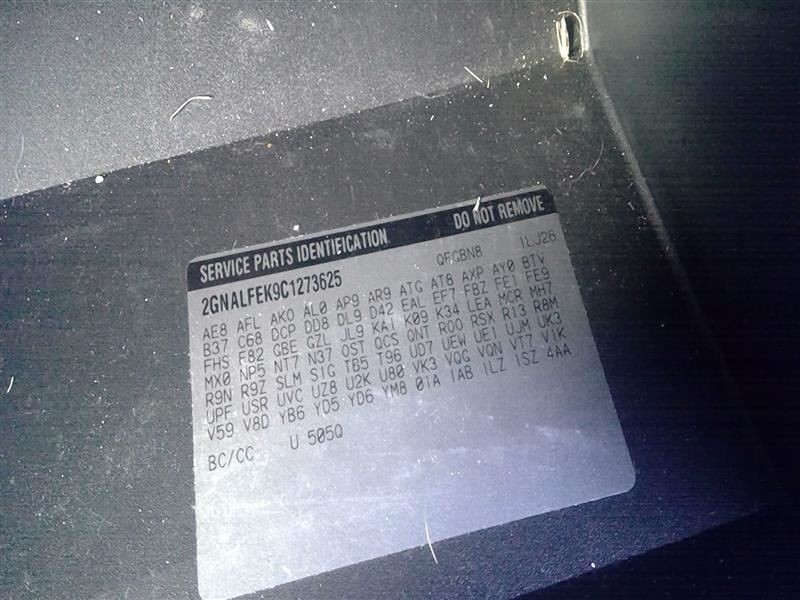 SERVICE PARTS IDENTIFICATION DO NOT REMOVE
2GNALFEK9C1273625 QFGBN8 1LJ26
AE8 AFL AKO AL0 AP9 AR9 ATG AT8 AXP AY0 BTV
B37 C68 DCP DD8 DL9 D42 EAL EF7 F8Z FE1 FE9
FHS F82 GBE GZL JL9 KA1 K09 K34 LEA MCR MH7
MX0 NP5 NT7 N37 OST QCS QNT ROO RSX R13 R8M
R9N R9Z SLM S1G TB5 T96 UD7 UEW UE1 UJM UK3
UPF USR UVC UZ8 U2K U80 VK3 VQG VQN VT7 V1K
V59 V8D YB6 YD5 YD6 YM8 01A 1AB 1LZ 1SZ 4AA
BC/CC U 505Q